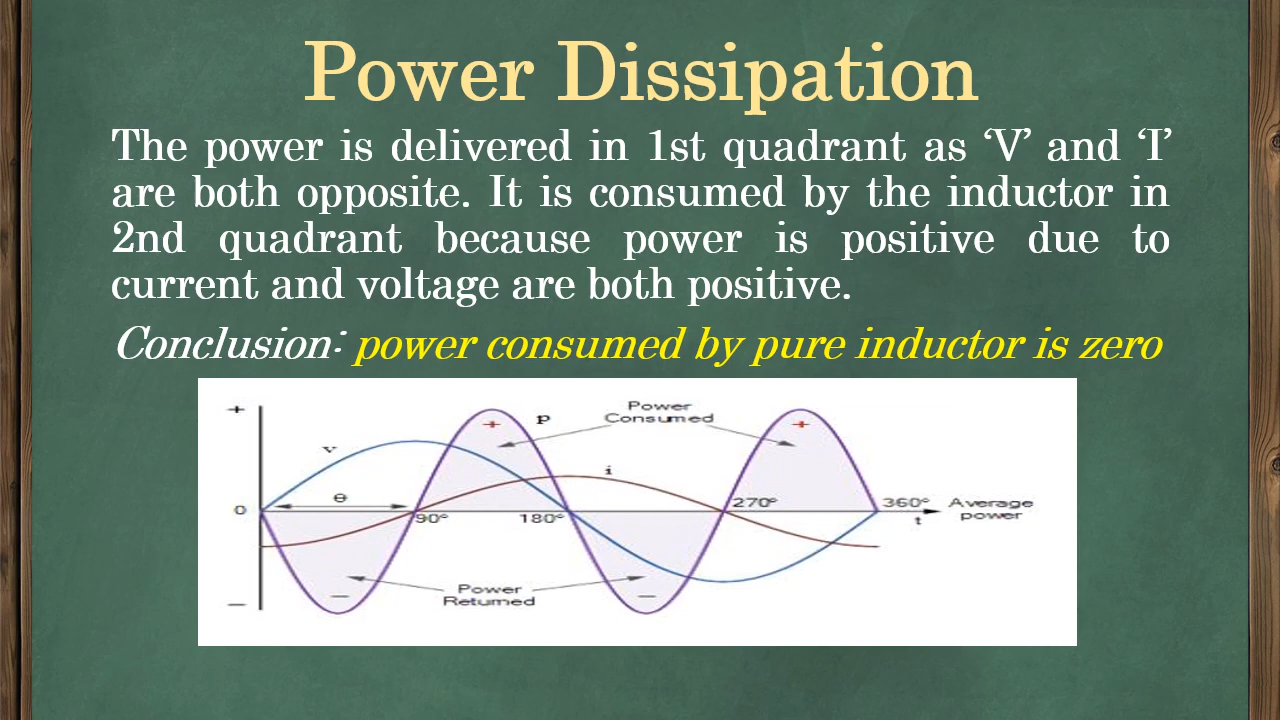 Power Dissipation
The power is delivered in 1st quadrant as ‘V’ and ‘I’
are both opposite. It is consumed by the inductor in
2nd quadrant because power is positive due to
current and voltage are both positive.
Conclusion: power consumed by pure inductor is zero
+
v
p
Power
Consumed
+
+
i
θ
0
90°
180°
270°
360°
t
Average
power
−
−
−
Power
Returned